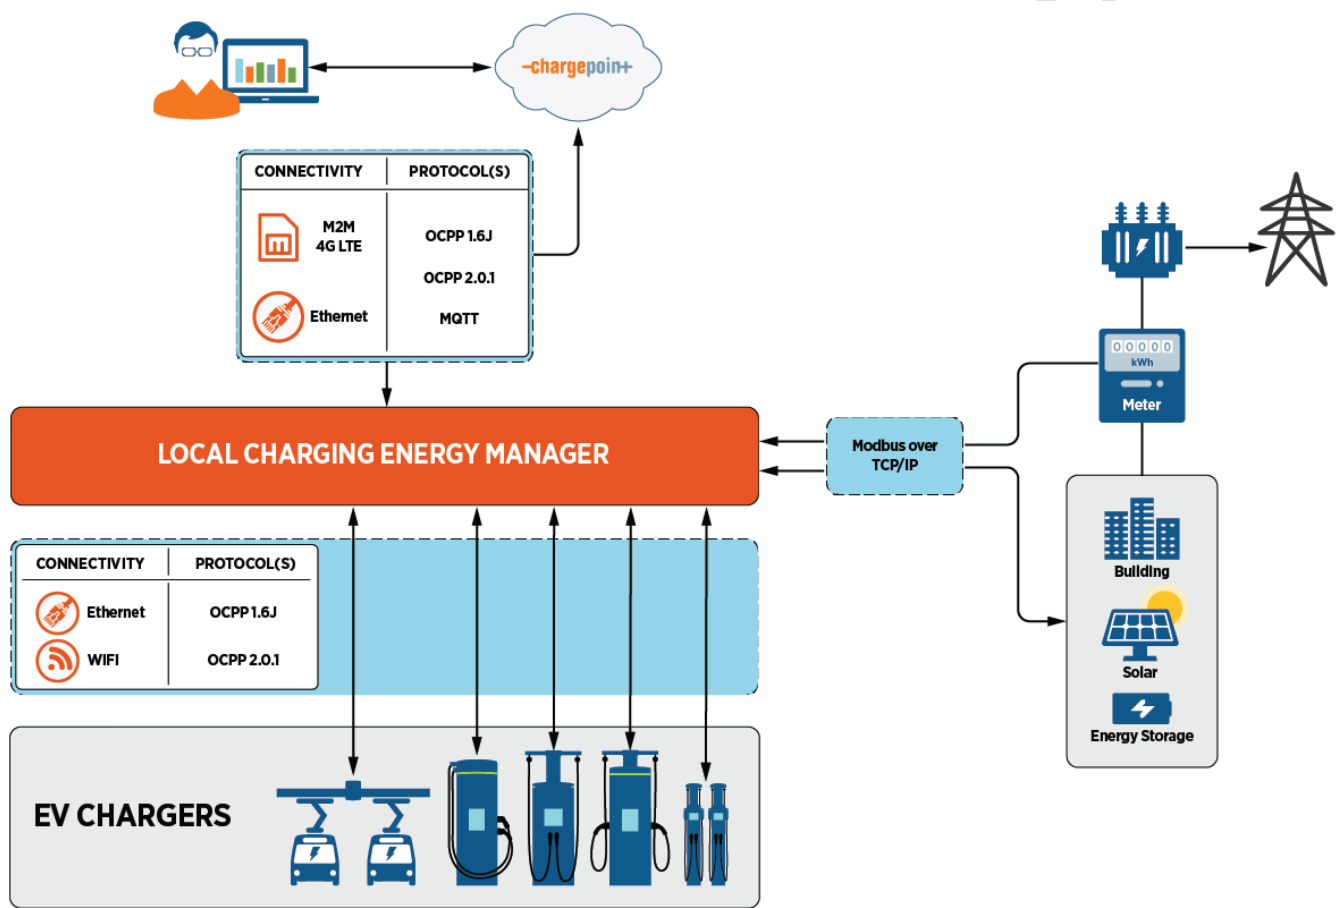 -chargepoin+
CONNECTIVITY PROTOCOL(S)
M2M
4G LTE
OCPP 1.6J
OCPP 2.0.1
Ethernet MQTT
00000
kWh
Meter
LOCAL CHARGING ENERGY MANAGER
Modbus over
TCP/IP
CONNECTIVITY PROTOCOL(S)
Ethernet OCPP 1.6J
WIFI OCPP 2.0.1
Building
Solar
Energy Storage
EV CHARGERS